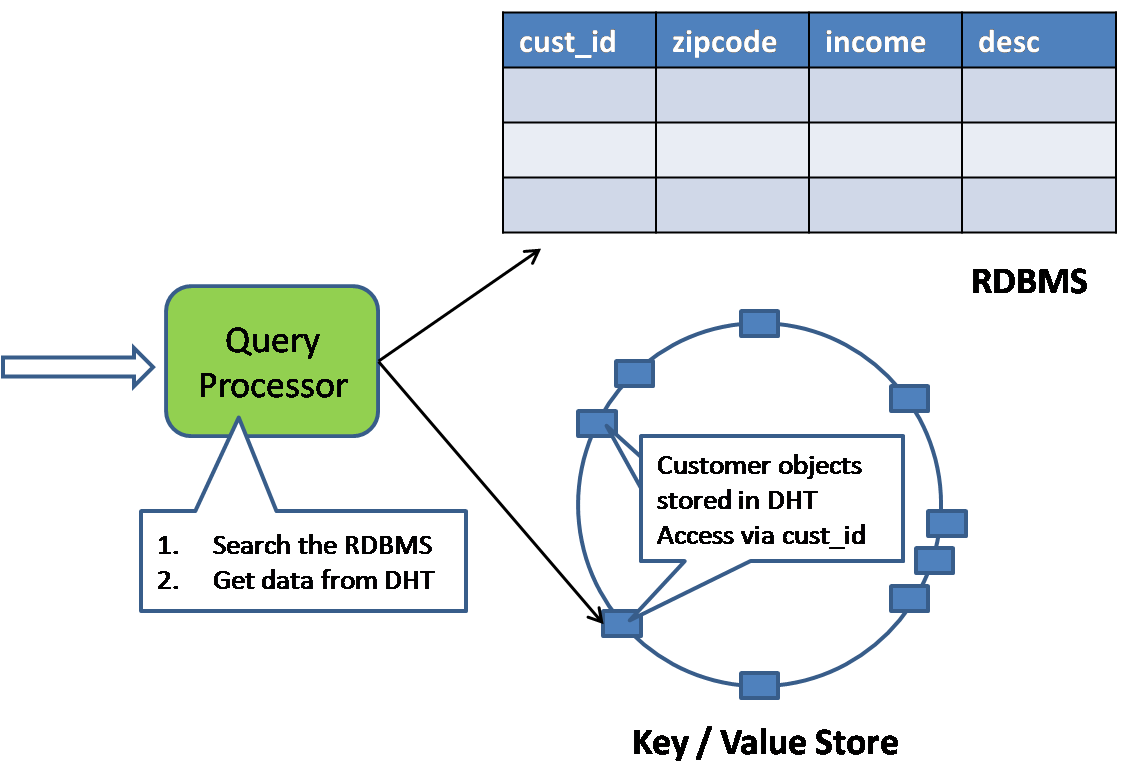 cust_id zipcode income desc
RDBMS
Query
Processor
Customer objects
stored in DHT
Access via cust_id
1. Search the RDBMS
2. Get data from DHT
Key / Value Store